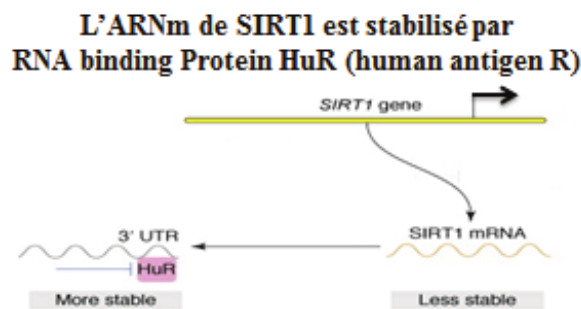 L'ARNm de SIRT1 est stabilisé par
RNA binding Protein HuR (human antigen R)
SIRT1 gene
3' UTR
SIRT1 mRNA
HuR
More stable
Less stable